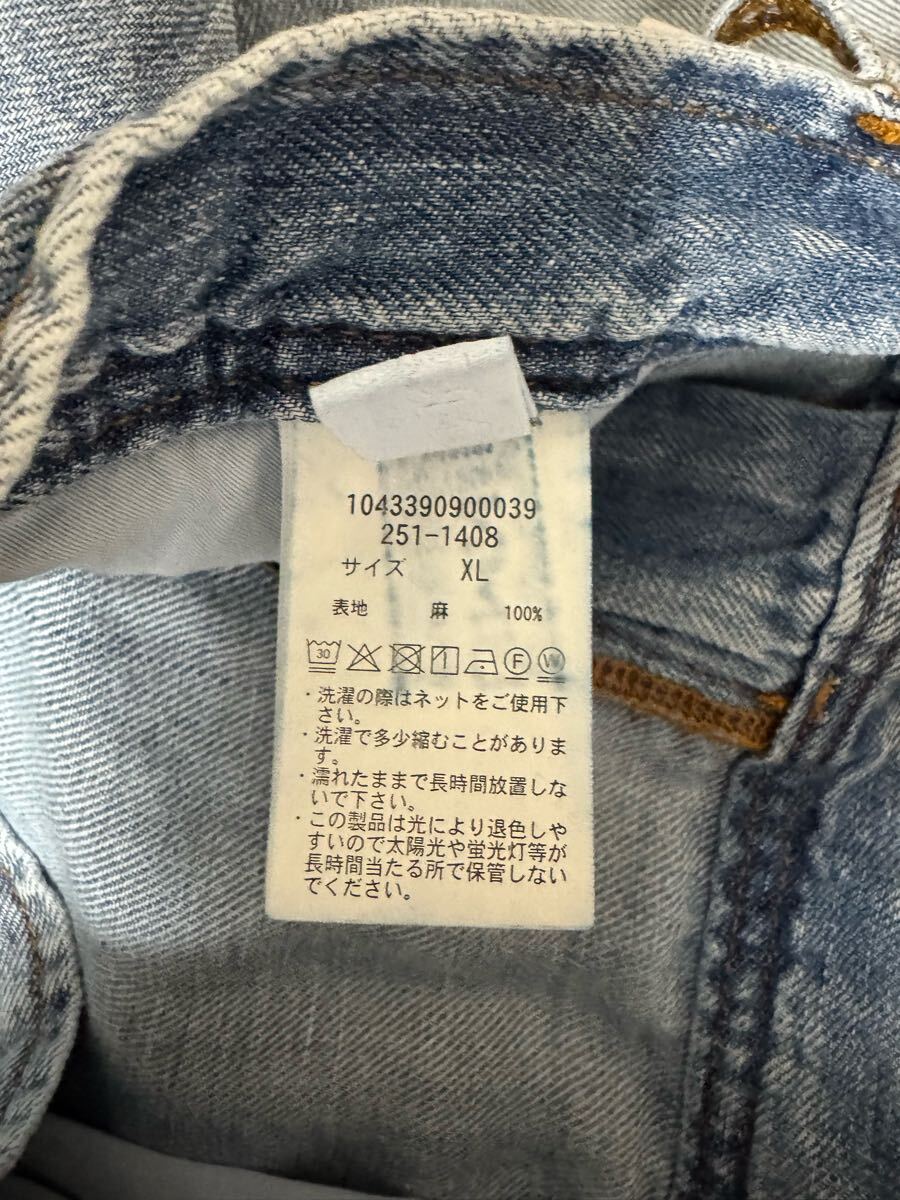 1043390900039
251-1408
サイズ XL
表地 麻 100%
30 F W
・洗濯の際はネットをご使用下
さい。
・洗濯で多少縮むことがありま
す。
・濡れたままで長時間放置しな
いで下さい。
・この製品は光により退色しや
すいので太陽光や蛍光灯等が
長時間当たる所で保管しない
でください。